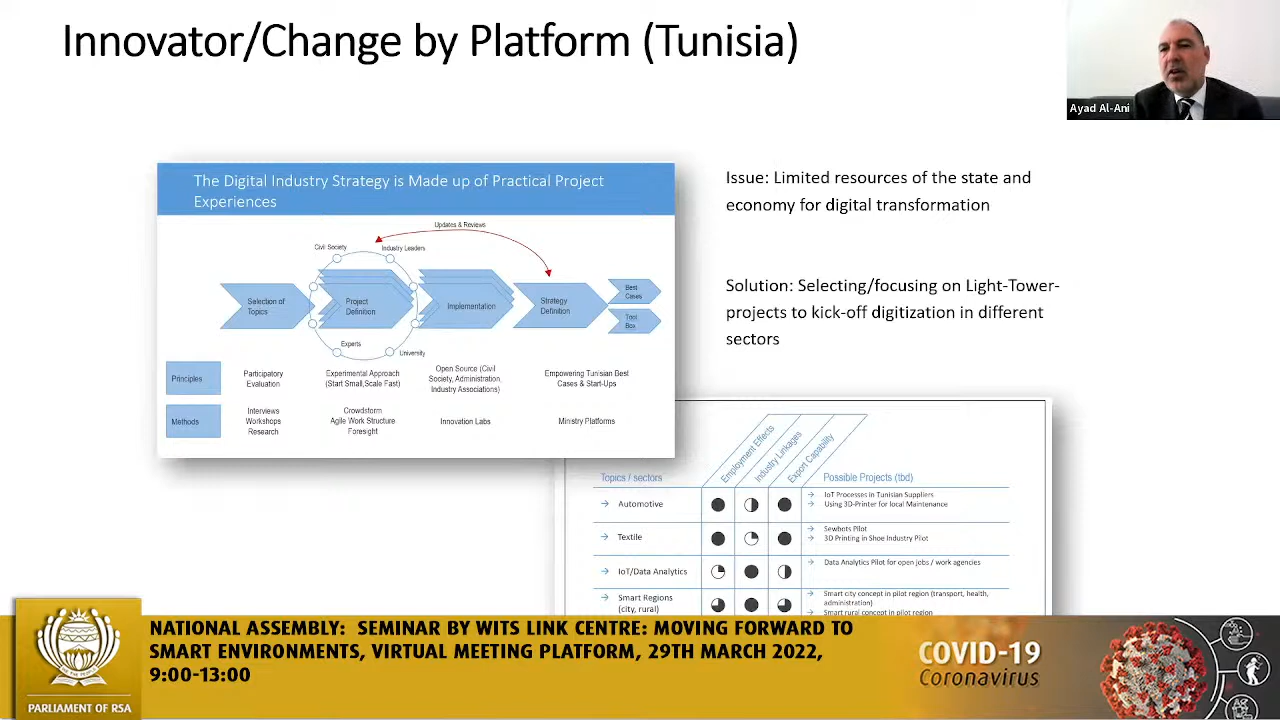 Innovator/Change by Platform (Tunisia)
Ayad Al-Ani
The Digital Industry Strategy is Made up of Practical Project
Experiences
Updates & Reviews
Civil Society
Industry Leaders
Selection of
Topics
Project
Definition
Implementation
Strategy
Definition
Best
Cases
Tool
Box
Experts
University
Principles
Participatory
Evaluation
Experimental Approach
(Start Small,Scale Fast)
Open Source (Civil
Society, Administration,
Industry Associations)
Empowering Tunisian Best
Cases & Start-Ups
Methods
Interviews
Workshops
Research
Crowdstorm
Agile Work Structure
Foresight
Innovation Labs
Ministry Platforms
Issue: Limited resources of the state and
economy for digital transformation
Solution: Selecting/focusing on Light-Tower-
projects to kick-off digitization in different
sectors
Topics / sectors
Employment Effects
Industry Linkages
Export Capability
Possible Projects (tbd)
Automotive
IoT Processes in Tunisian Suppliers
Using 3D-Printer for local Maintenance
Textile
Sewbots Pilot
3D Printing in Shoe Industry Pilot
IoT/Data Analytics
Data Analytics Pilot for open jobs / work agencies
Smart Regions
(city, rural)
Smart city concept in pilot region (transport, health,
administration)
Smart rural concept in pilot region
PARLIAMENT OF RSA
NATIONAL ASSEMBLY: SEMINAR BY WITS LINK CENTRE: MOVING FORWARD TO
SMART ENVIRONMENTS, VIRTUAL MEETING PLATFORM, 29TH MARCH 2022,
9:00-13:00
COVID-19
Coronavirus